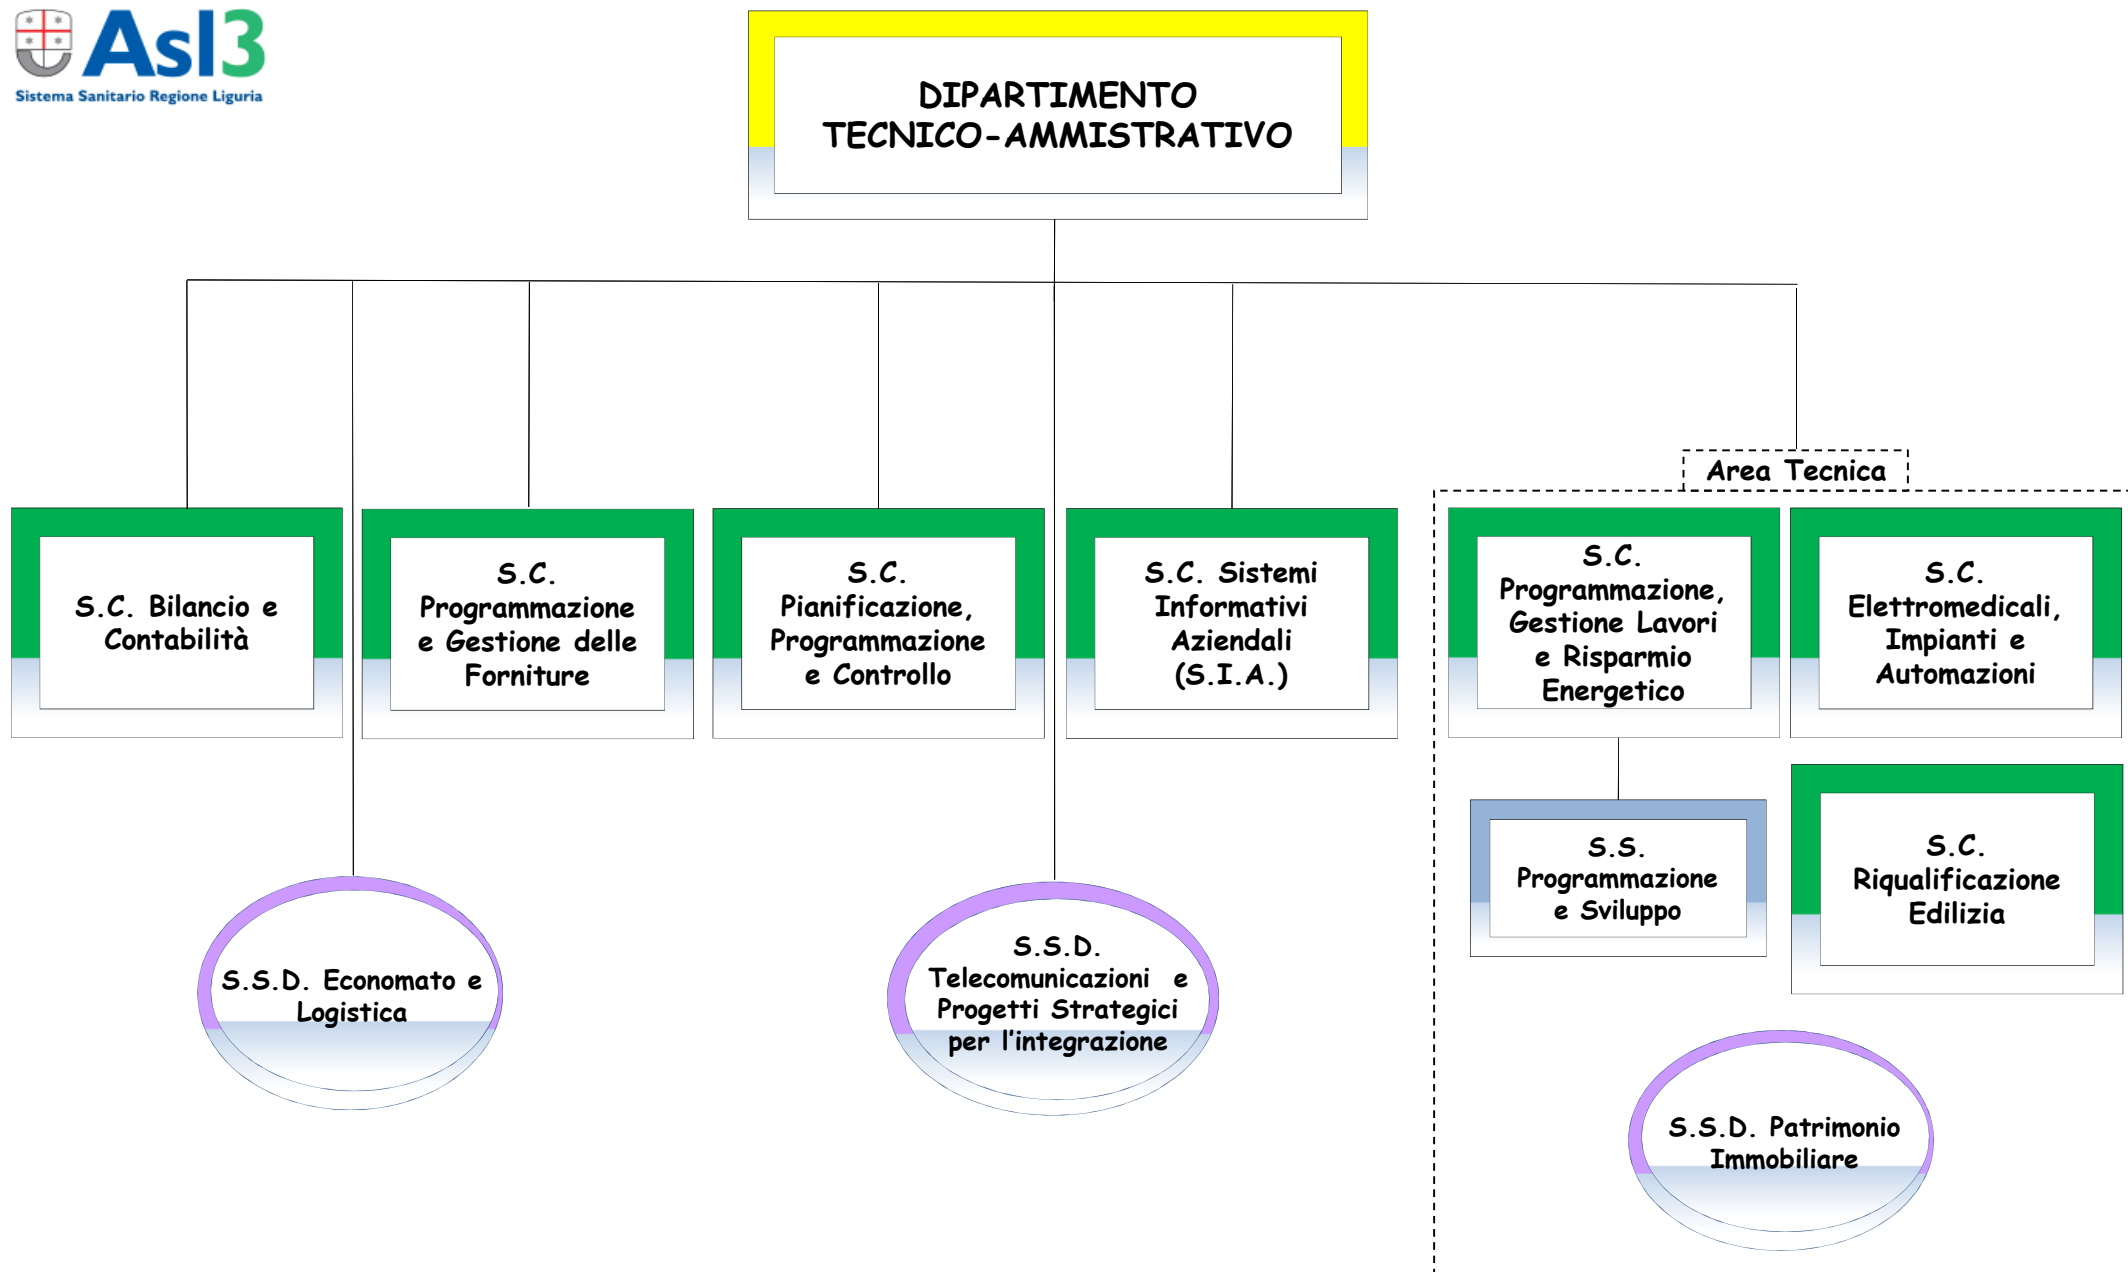 Asl3
Sistema Sanitario Regione Liguria
DIPARTIMENTO
TECNICO-AMMISTRATIVO
Area Tecnica
S.C. Bilancio e
Contabilità
S.C.
Programmazione
e Gestione delle
Forniture
S.C.
Pianificazione,
Programmazione
e Controllo
S.C. Sistemi
Informativi
Aziendali
(S.I.A.)
S.C.
Programmazione,
Gestione Lavori
e Risparmio
Energetico
S.C.
Elettromedicali,
Impianti e
Automazioni
S.S.
Programmazione
e Sviluppo
S.C.
Riqualificazione
Edilizia
S.S.D. Economato e
Logistica
S.S.D.
Telecomunicazioni e
Progetti Strategici
per l'integrazione
S.S.D. Patrimonio
Immobiliare